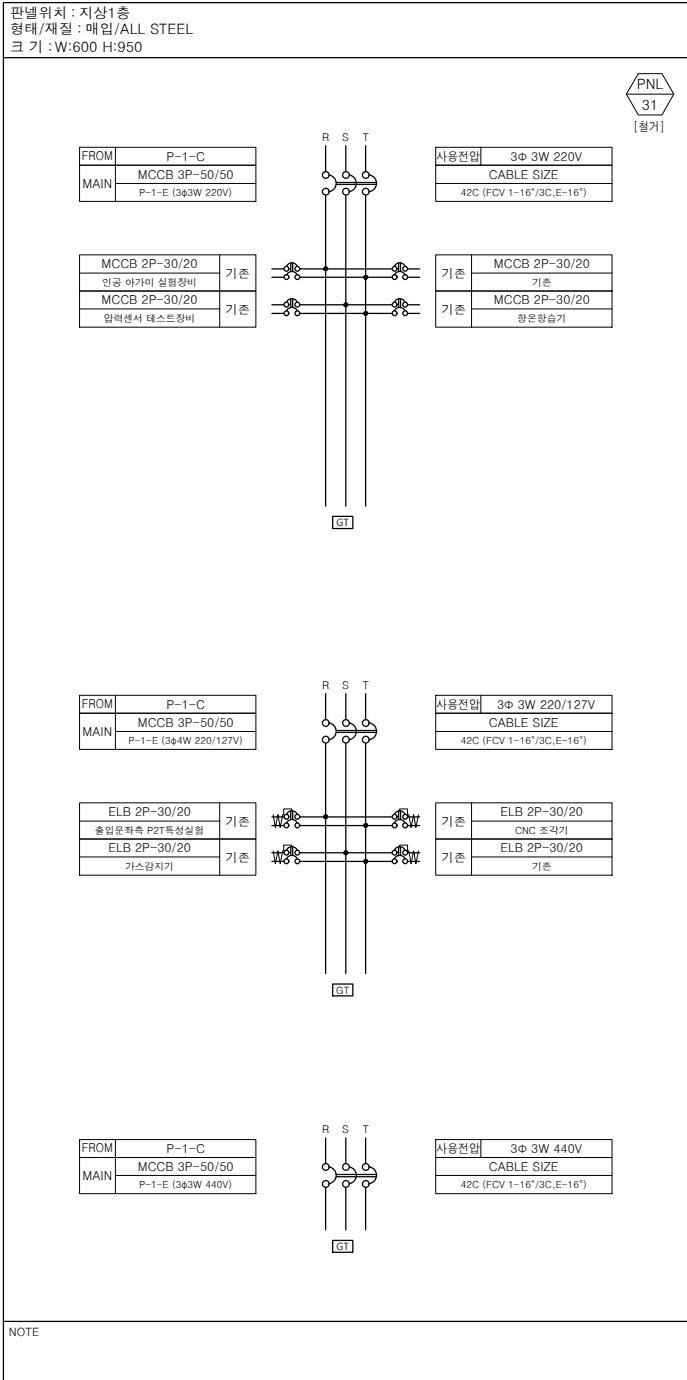 판넬위치 : 지상1층
형태/재질 : 매입/ALL STEEL
크 기 : W:600 H:950
PNL
31
[철거]
R S T
FROM P-1-C
MAIN MCCB 3P-50/50
P-1-E (3φ3W 220V)
사용전압 3Φ 3W 220V
CABLE SIZE
42C (FCV 1-16°/3C,E-16°)
MCCB 2P-30/20 기존
인공 아가미 실험장비
MCCB 2P-30/20 기존
압력센서 테스트장비
기존 MCCB 2P-30/20
기존
기존 MCCB 2P-30/20
항온항습기
GT
R S T
FROM P-1-C
MAIN MCCB 3P-50/50
P-1-E (3φ4W 220/127V)
사용전압 3Φ 3W 220/127V
CABLE SIZE
42C (FCV 1-16°/3C,E-16°)
ELB 2P-30/20 기존
출입문좌측 P2T특성실험
ELB 2P-30/20 기존
가스감지기
기존 ELB 2P-30/20
CNC 조각기
기존 ELB 2P-30/20
기존
GT
R S T
FROM P-1-C
MAIN MCCB 3P-50/50
P-1-E (3φ3W 440V)
사용전압 3Φ 3W 440V
CABLE SIZE
42C (FCV 1-16°/3C,E-16°)
GT
NOTE